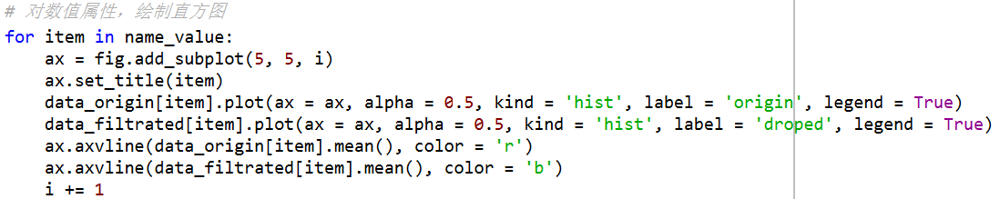 # 对数值属性，绘制直方图
for item in name_value:
    ax = fig.add_subplot(5, 5, i)
    ax.set_title(item)
    data_origin[item].plot(ax = ax, alpha = 0.5, kind = 'hist', label = 'origin', legend = True)
    data_filtrated[item].plot(ax = ax, alpha = 0.5, kind = 'hist', label = 'droped', legend = True)
    ax.axvline(data_origin[item].mean(), color = 'r')
    ax.axvline(data_filtrated[item].mean(), color = 'b')
    i += 1